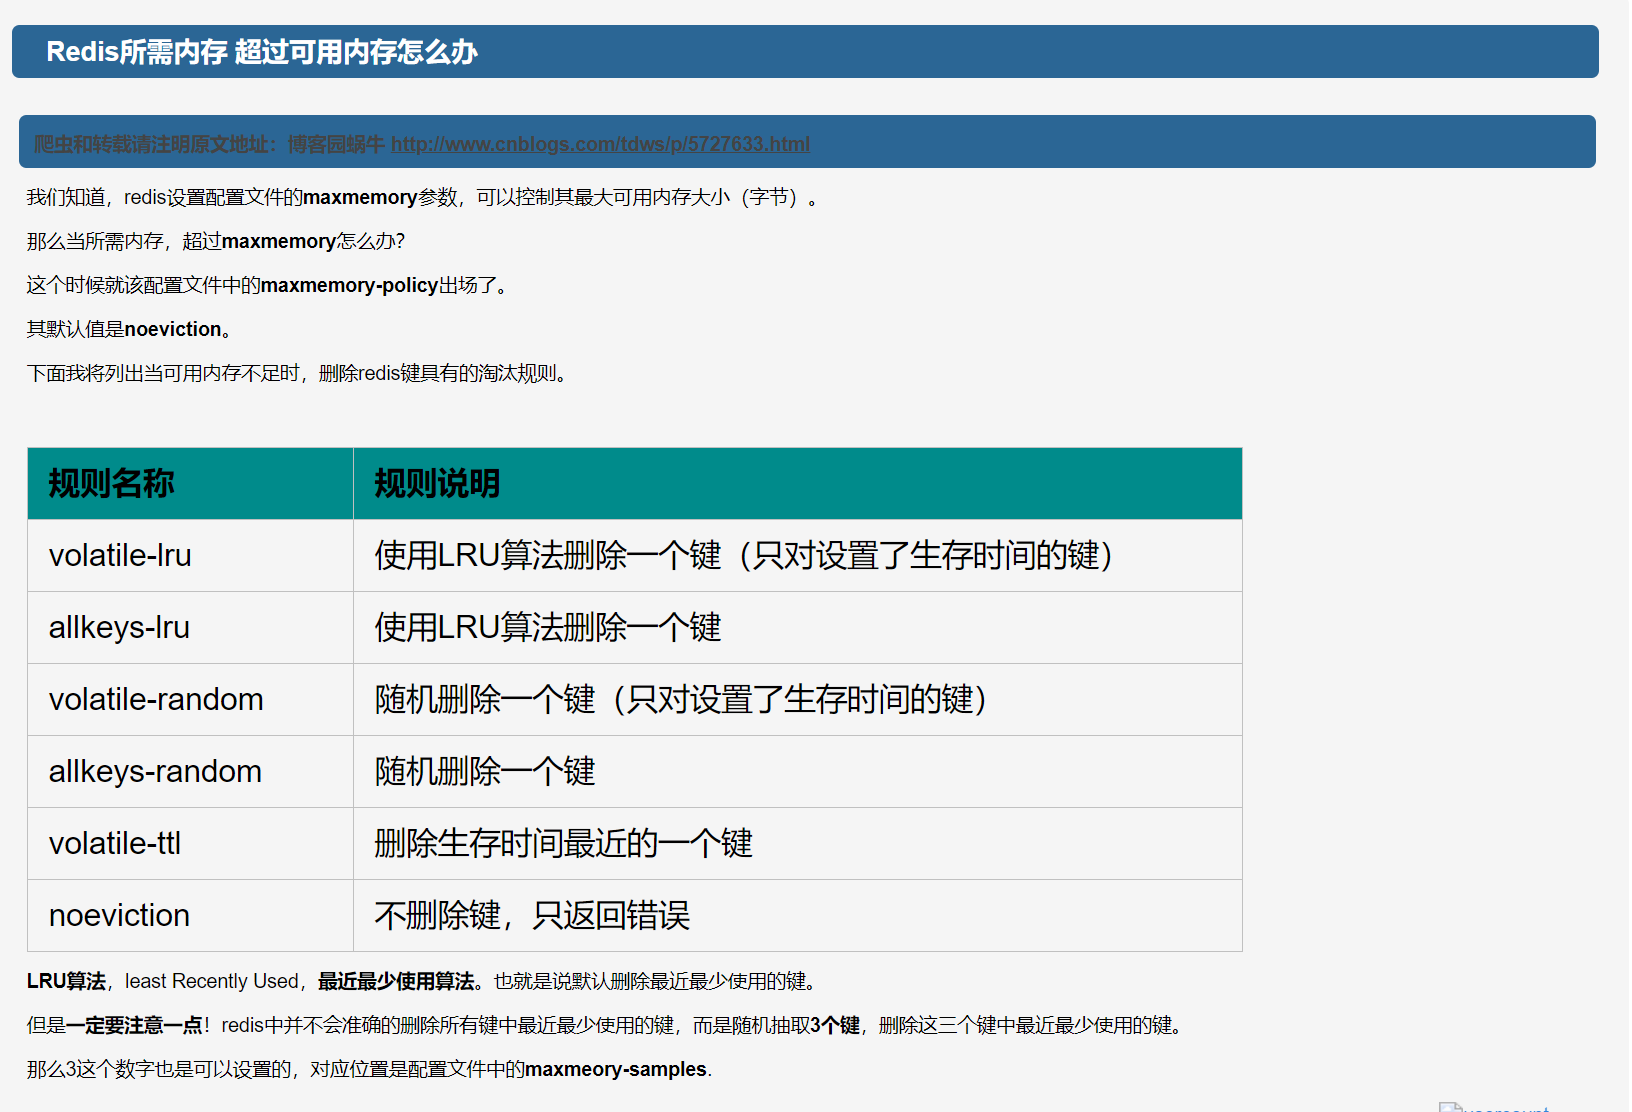 Redis所需内存 超过可用内存怎么办
爬虫和转载请注明原文地址：博客园蜗牛 http://www.cnblogs.com/tdws/p/5727633.html
我们知道，redis设置配置文件的maxmemory参数，可以控制其最大可用内存大小（字节）。
那么当所需内存，超过maxmemory怎么办？
这个时候就该配置文件中的maxmemory-policy出场了。
其默认值是noeviction。
下面我将列出当可用内存不足时，删除redis键具有的淘汰规则。
规则名称 规则说明
volatile-lru 使用LRU算法删除一个键（只对设置了生存时间的键）
allkeys-lru 使用LRU算法删除一个键
volatile-random 随机删除一个键（只对设置了生存时间的键）
allkeys-random 随机删除一个键
volatile-ttl 删除生存时间最近的一个键
noeviction 不删除键，只返回错误
LRU算法，least Recently Used，最近最少使用算法。也就是说默认删除最近最少使用的键。
但是一定要注意一点！redis中并不会准确的删除所有键中最近最少使用的键，而是随机抽取3个键，删除这三个键中最近最少使用的键。
那么3这个数字也是可以设置的，对应位置是配置文件中的maxmeory-samples.